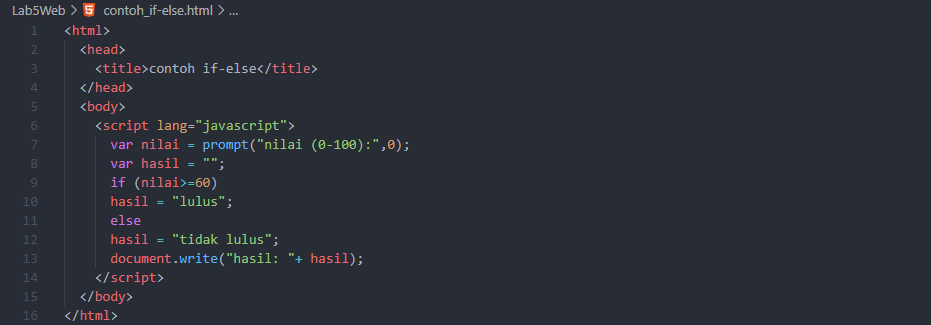 Lab5Web > contoh_if-else.html > ...
1 <html>
2 <head>
3 <title>contoh if-else</title>
4 </head>
5 <body>
6 <script lang="javascript">
7 var nilai = prompt("nilai (0-100):",0);
8 var hasil = "";
9 if (nilai>=60)
10 hasil = "lulus";
11 else
12 hasil = "tidak lulus";
13 document.write("hasil: "+ hasil);
14 </script>
15 </body>
16 </html>